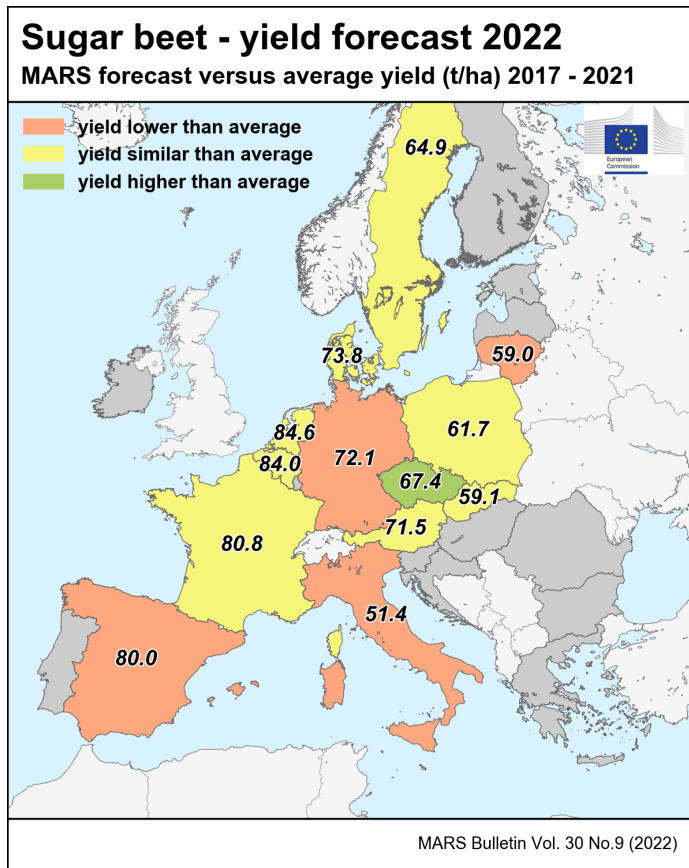 Sugar beet - yield forecast 2022
MARS forecast versus average yield (t/ha) 2017 - 2021
yield lower than average
yield similar than average
yield higher than average
European
Commission
64.9
73.8
59.0
84.6
61.7
84.0
72.1
67.4
59.1
71.5
80.8
51.4
80.0
MARS Bulletin Vol. 30 No.9 (2022)